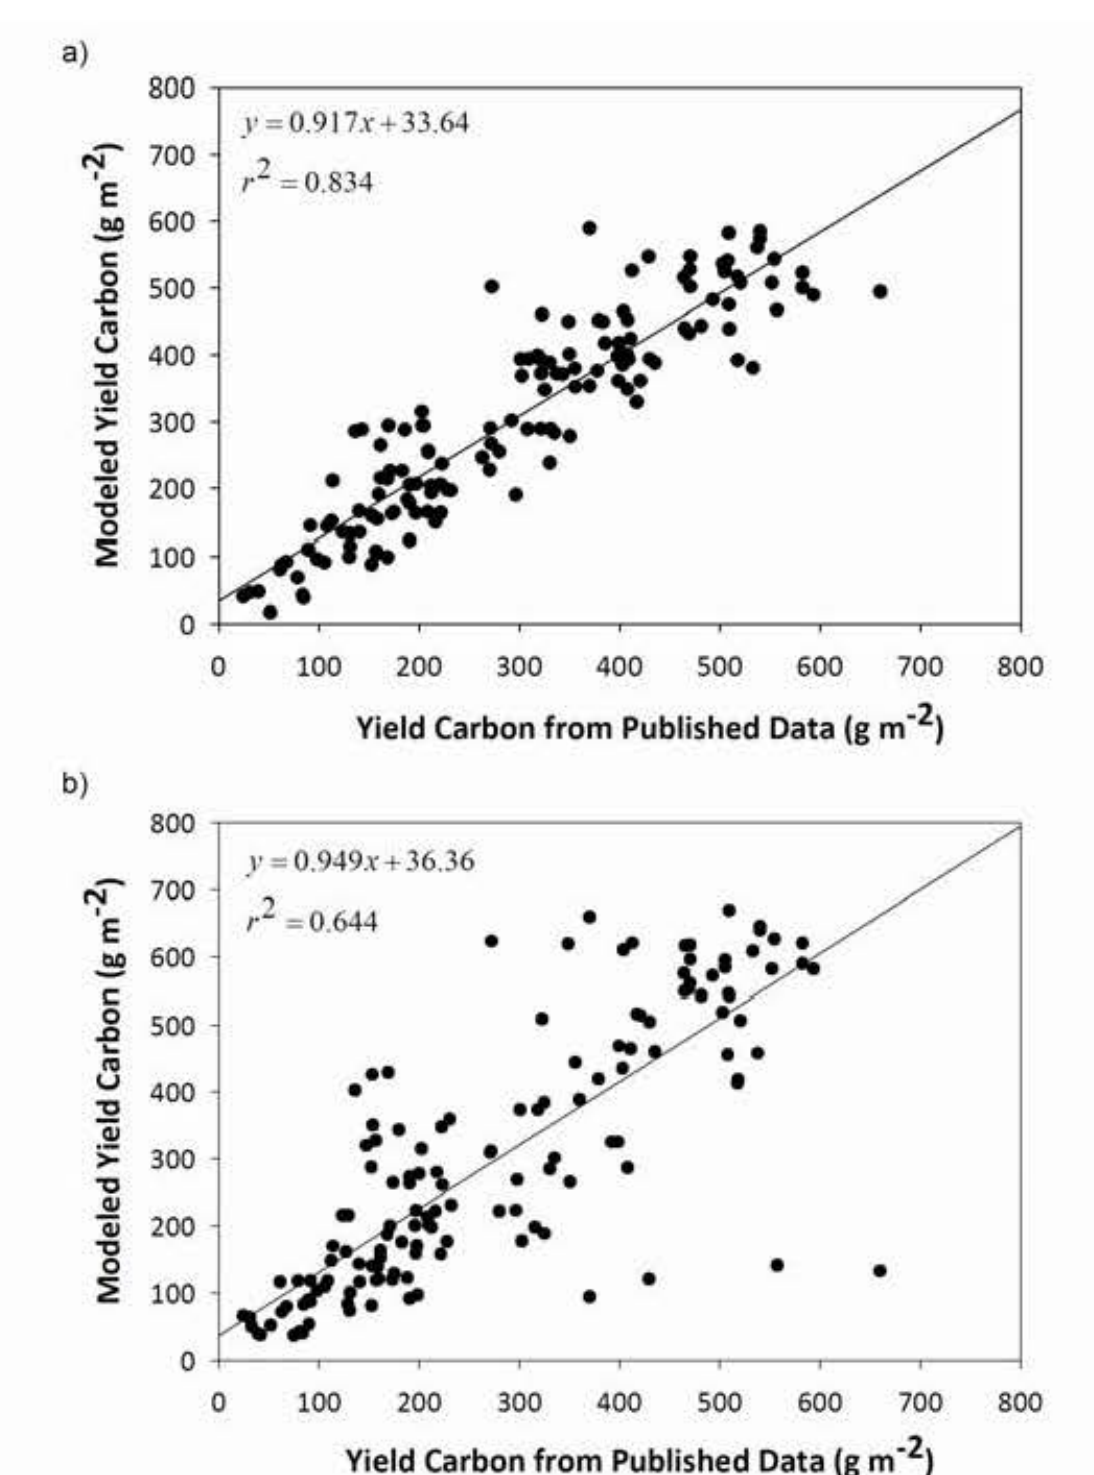 a)
800
y = 0.917x + 33.64
700
r² = 0.834
600
500
400
300
200
100
0
Modeled Yield Carbon (g m⁻²)
0 100 200 300 400 500 600 700 800
Yield Carbon from Published Data (g m⁻²)
b)
800
y = 0.949x + 36.36
700
r² = 0.644
600
500
400
300
200
100
0
Modeled Yield Carbon (g m⁻²)
0 100 200 300 400 500 600 700 800
Yield Carbon from Published Data (g m⁻²)